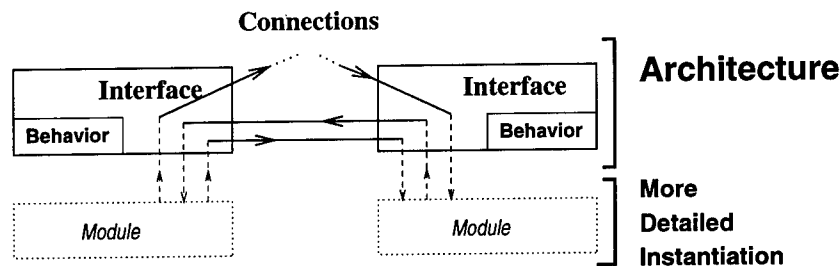 Connections
Interface
Interface
Architecture
Behavior
Behavior
Module
Module
More
Detailed
Instantiation